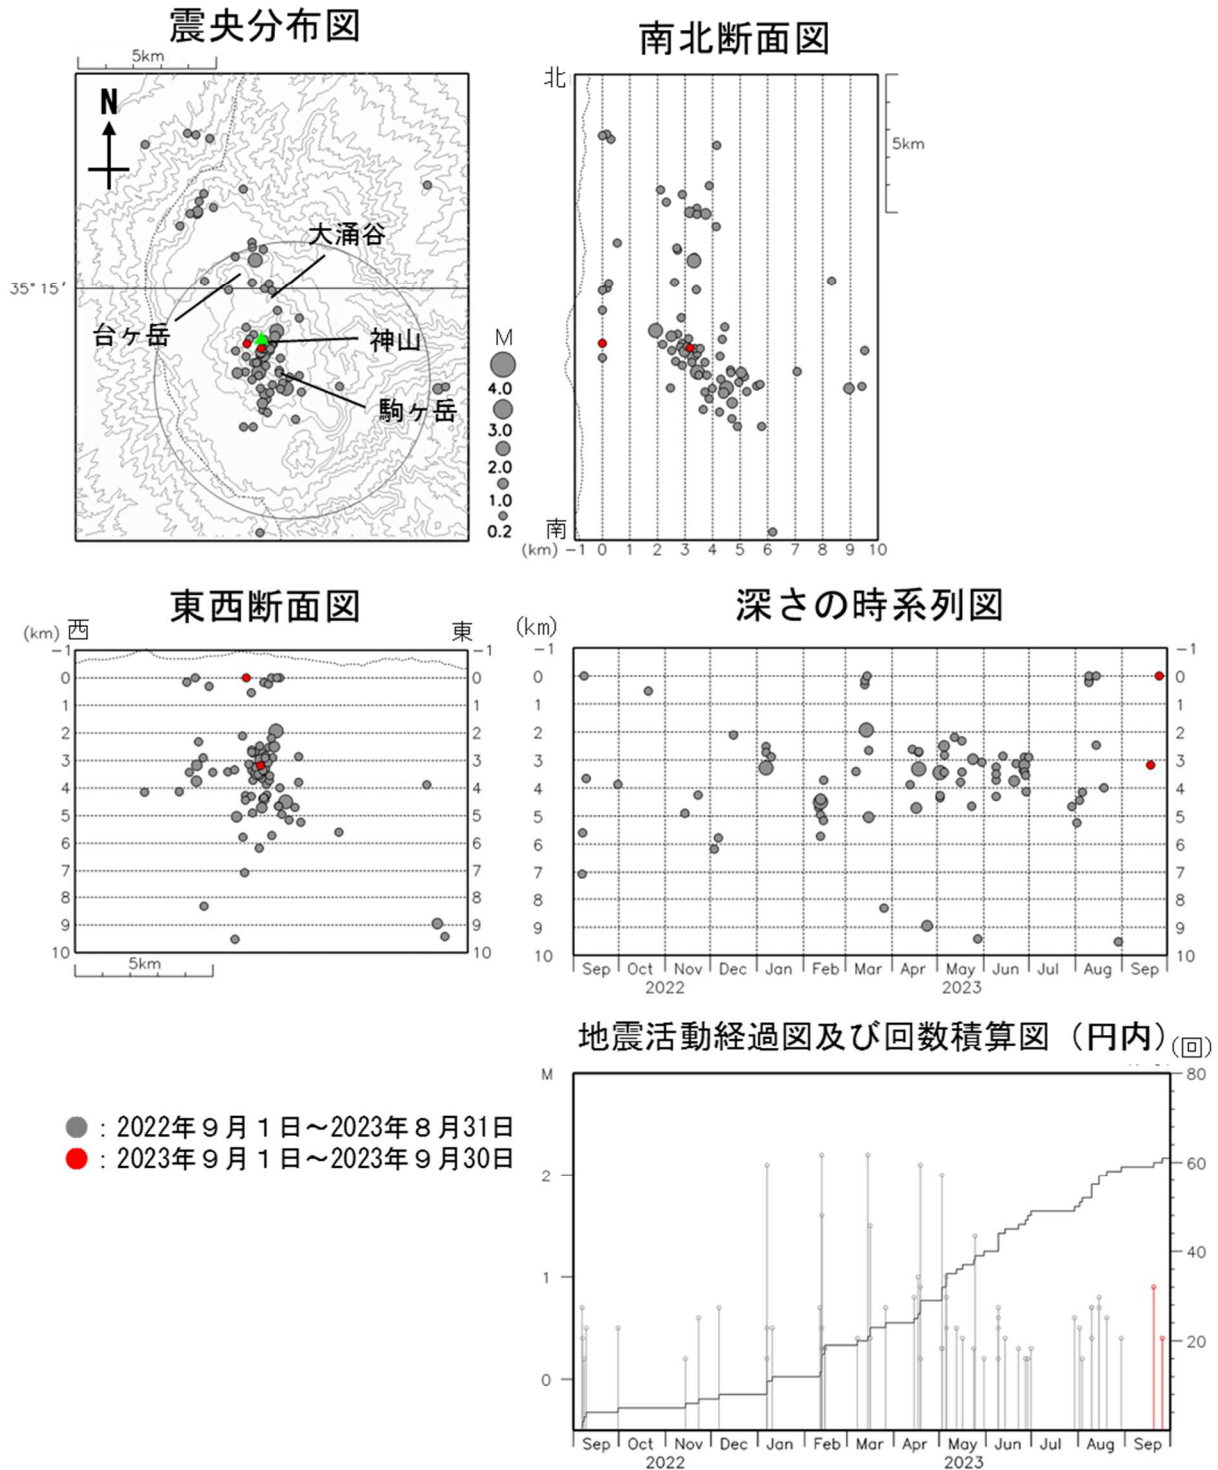 震央分布図
5km
N
35°15′
大涌谷
台ヶ岳
神山
駒ヶ岳
M
4.0
3.0
2.0
1.0
0.2
南北断面図
北
5km
南
(km) -1 0 1 2 3 4 5 6 7 8 9 10
東西断面図
(km) 西 東
-1 -1
0 0
1 1
2 2
3 3
4 4
5 5
6 6
7 7
8 8
9 9
10 10
5km
深さの時系列図
(km)
-1 -1
0 0
1 1
2 2
3 3
4 4
5 5
6 6
7 7
8 8
9 9
10 10
Sep Oct Nov Dec Jan Feb Mar Apr May Jun Jul Aug Sep
2022 2023
地震活動経過図及び回数積算図（円内）(回)
M 80
2 60
40
1
20
0
Sep Oct Nov Dec Jan Feb Mar Apr May Jun Jul Aug Sep
2022 2023
：2022年９月１日～2023年８月31日
：2023年９月１日～2023年９月30日